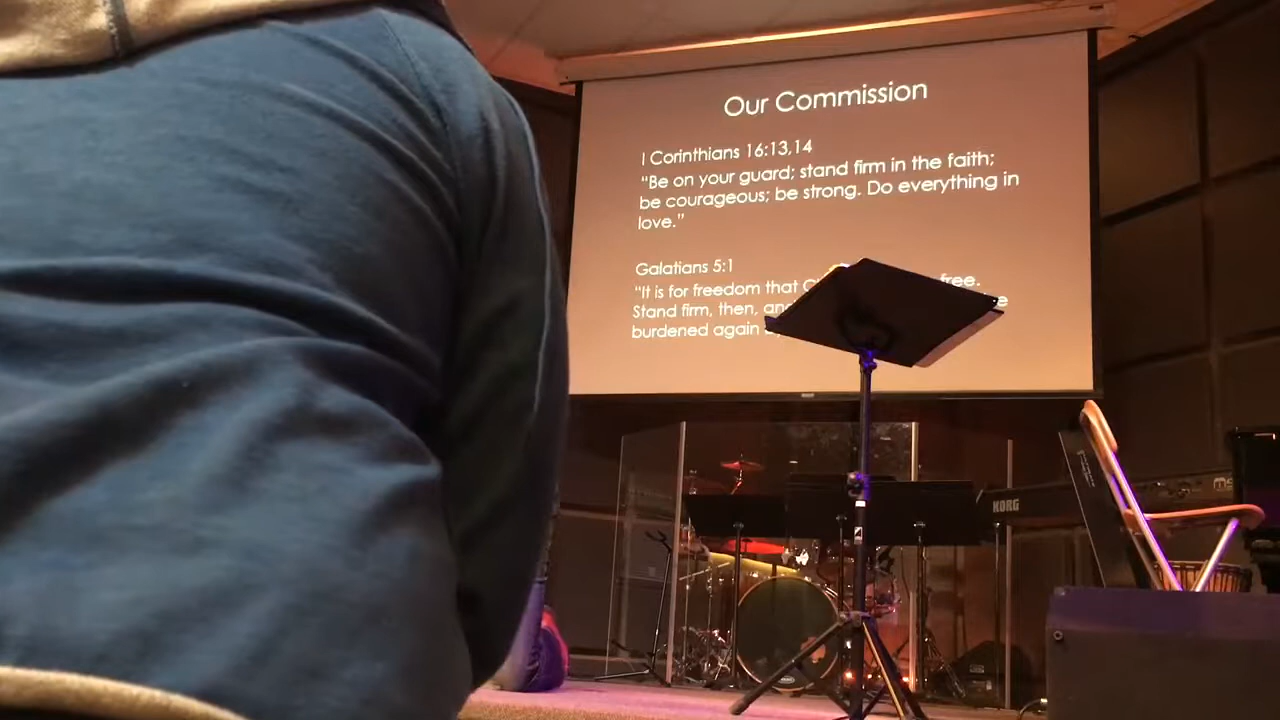 Our Commission
I Corinthians 16:13,14
“Be on your guard; stand firm in the faith;
be courageous; be strong. Do everything in
love.”
Galatians 5:1
“It is for freedom that free.
Stand firm, then,
burdened again
KORG